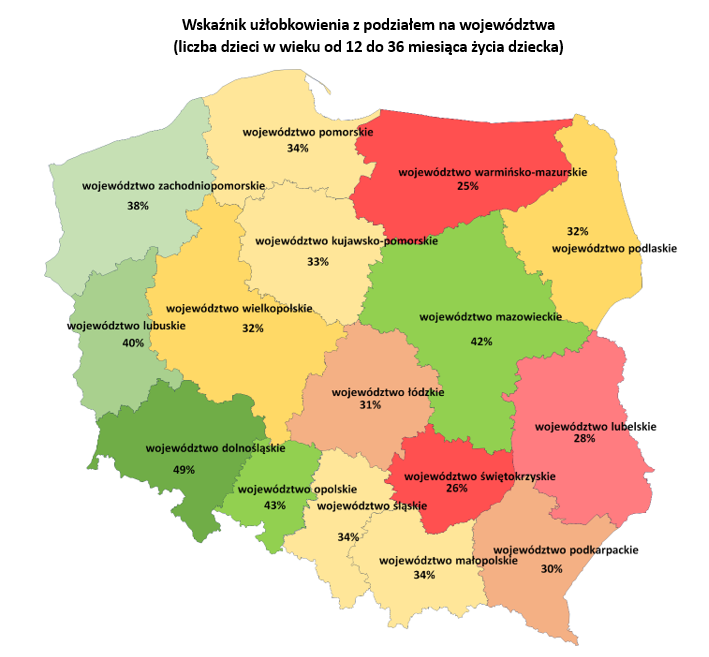 Wskaźnik użłobkowienia z podziałem na województwa
(liczba dzieci w wieku od 12 do 36 miesiąca życia dziecka)
województwo pomorskie
34%
województwo warmińsko-mazurskie
25%
województwo zachodniopomorskie
38%
32%
województwo podlaskie
województwo kujawsko-pomorskie
33%
województwo wielkopolskie
32%
województwo mazowieckie
42%
województwo lubuskie
40%
województwo łódzkie
31%
województwo lubelskie
28%
województwo dolnośląskie
49%
województwo świętokrzyskie
26%
województwo opolskie
43%
województwo śląskie
34%
województwo małopolskie
34%
województwo podkarpackie
30%